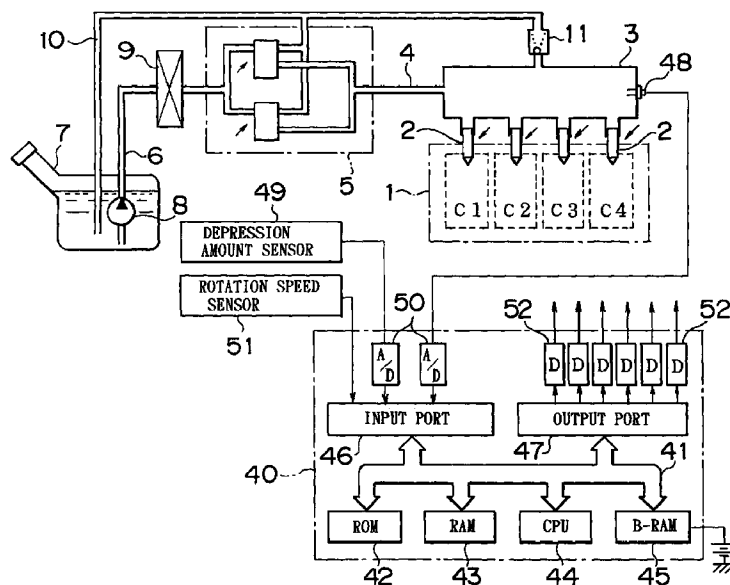 10
9
11
3
4
48
7
6
2
2
5
1
C1 C2 C3 C4
8
49
DEPRESSION
AMOUNT SENSOR
ROTATION SPEED
SENSOR
51
50
52
52
A/D A/D
D D D D D D
INPUT PORT
OUTPUT PORT
46
47
41
40
ROM
RAM
CPU
B-RAM
42
43
44
45